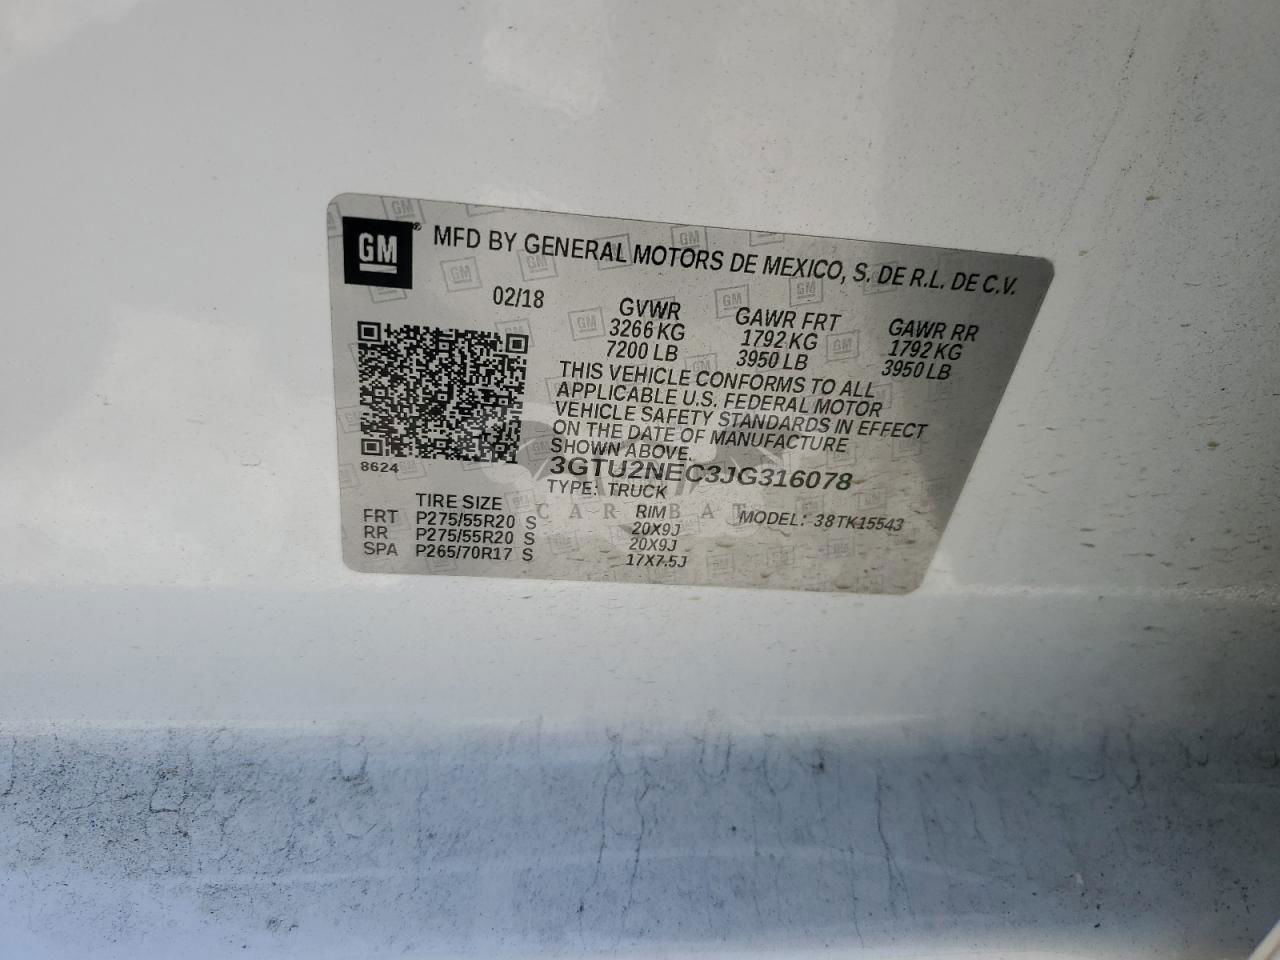 GM ® MFD BY GENERAL MOTORS DE MEXICO, S. DE R.L. DE C.V.
02/18
GVWR GAWR FRT GAWR RR
3266 KG 1792 KG 1792 KG
7200 LB 3950 LB 3950 LB
THIS VEHICLE CONFORMS TO ALL
APPLICABLE U.S. FEDERAL MOTOR
VEHICLE SAFETY STANDARDS IN EFFECT
ON THE DATE OF MANUFACTURE
SHOWN ABOVE.
8624
3GTU2NEC3JG316078
TYPE: TRUCK
MODEL: 38TK15543
TIRE SIZE RIM
FRT P275/55R20 S 20X9J
RR P275/55R20 S 20X9J
SPA P265/70R17 S 17X7.5J
CAR BAT